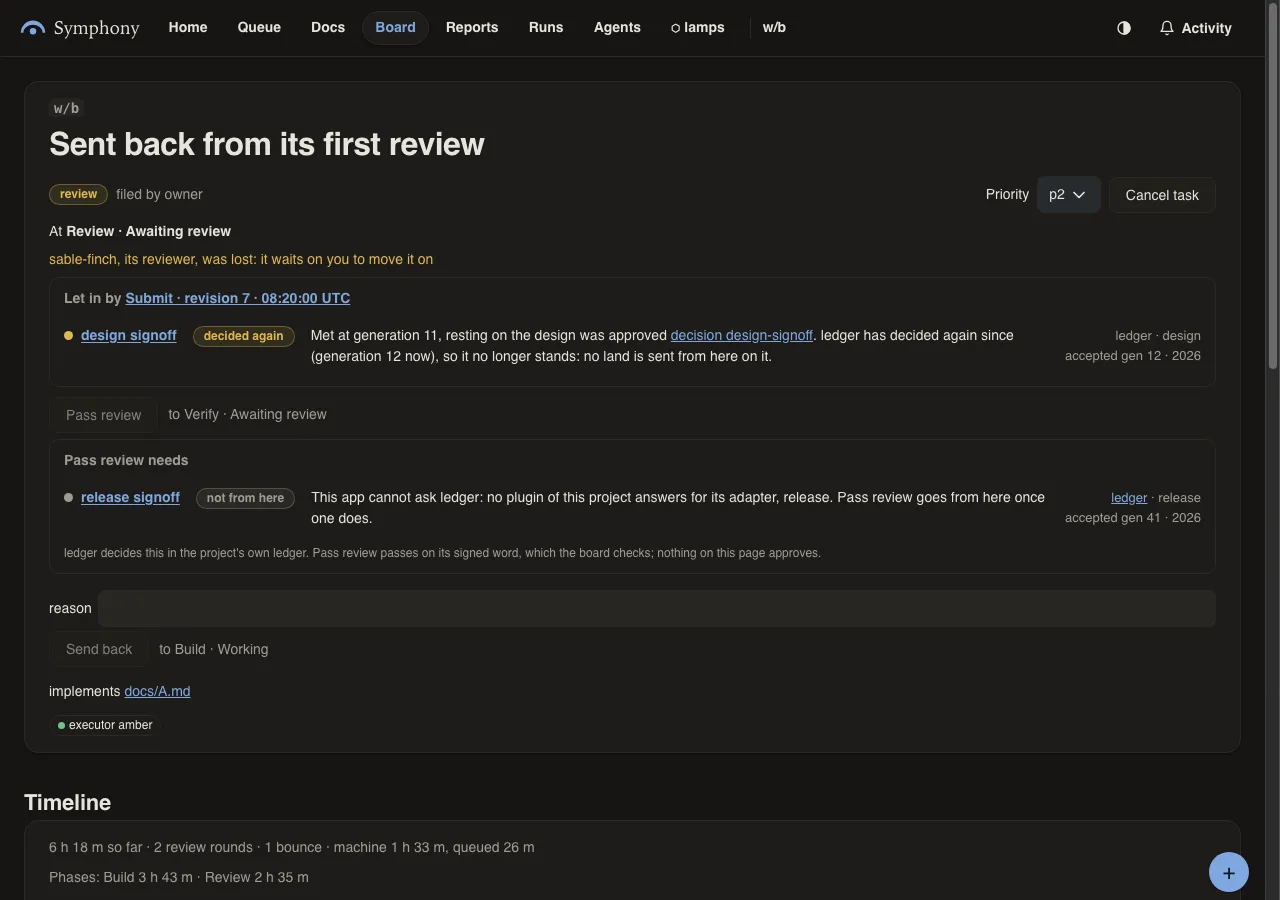 Symphony Home Queue Docs Board Reports Runs Agents lamps w/b Activity
w/b
Sent back from its first review
review filed by owner Priority p2 Cancel task
At Review · Awaiting review
sable-finch, its reviewer, was lost: it waits on you to move it on
Let in by Submit · revision 7 · 08:20:00 UTC
design signoff decided again Met at generation 11, resting on the design was approved decision design-signoff. ledger has decided again since ledger · design
(generation 12 now), so it no longer stands: no land is sent from here on it. accepted gen 12 · 2026
Pass review to Verify · Awaiting review
Pass review needs
release signoff not from here This app cannot ask ledger: no plugin of this project answers for its adapter, release. Pass review goes from here once ledger · release
one does. accepted gen 41 · 2026
ledger decides this in the project's own ledger. Pass review passes on its signed word, which the board checks; nothing on this page approves.
reason
Send back to Build · Working
implements docs/A.md
executor amber
Timeline
6 h 18 m so far · 2 review rounds · 1 bounce · machine 1 h 33 m, queued 26 m
Phases: Build 3 h 43 m · Review 2 h 35 m
+